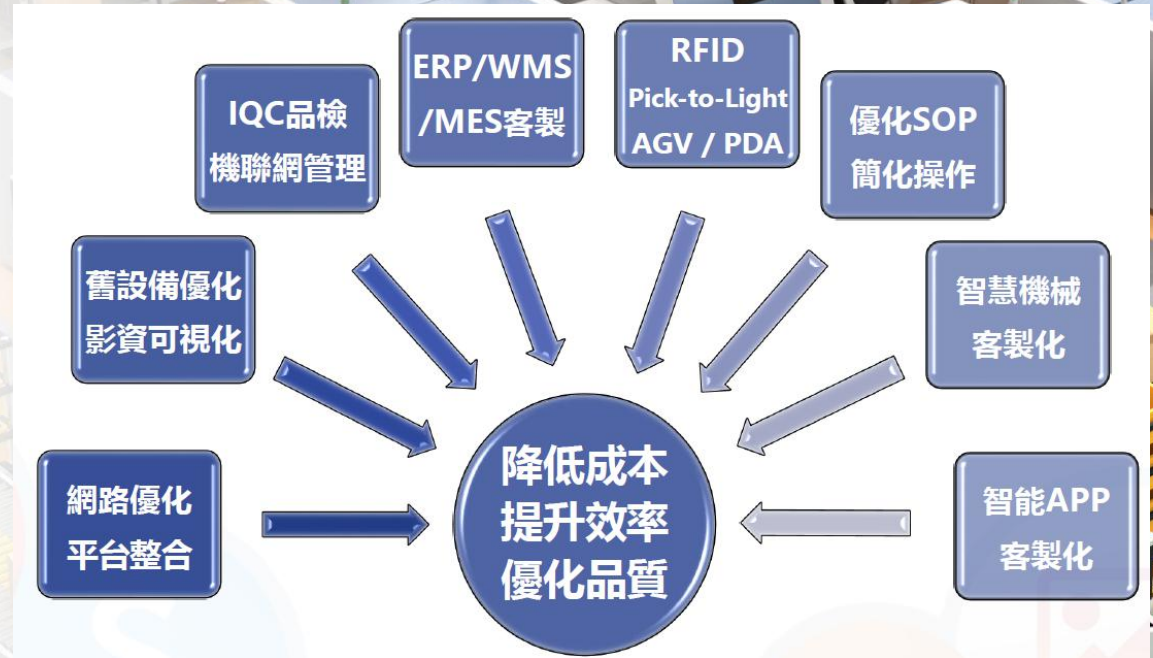 ERP/WMS
/MES客製
RFID
Pick-to-Light
AGV / PDA
IQC品檢
機聯網管理
優化SOP
簡化操作
舊設備優化
影資可視化
智慧機械
客製化
網路優化
平台整合
降低成本
提升效率
優化品質
智能APP
客製化